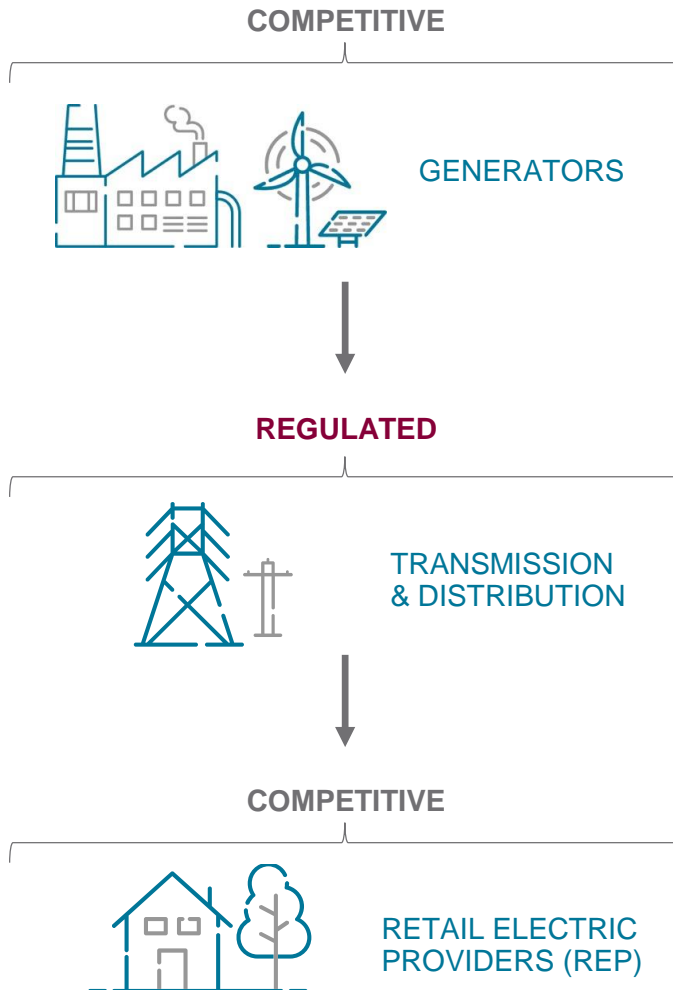 COMPETITIVE
GENERATORS
REGULATED
TRANSMISSION
& DISTRIBUTION
COMPETITIVE
RETAIL ELECTRIC
PROVIDERS (REP)